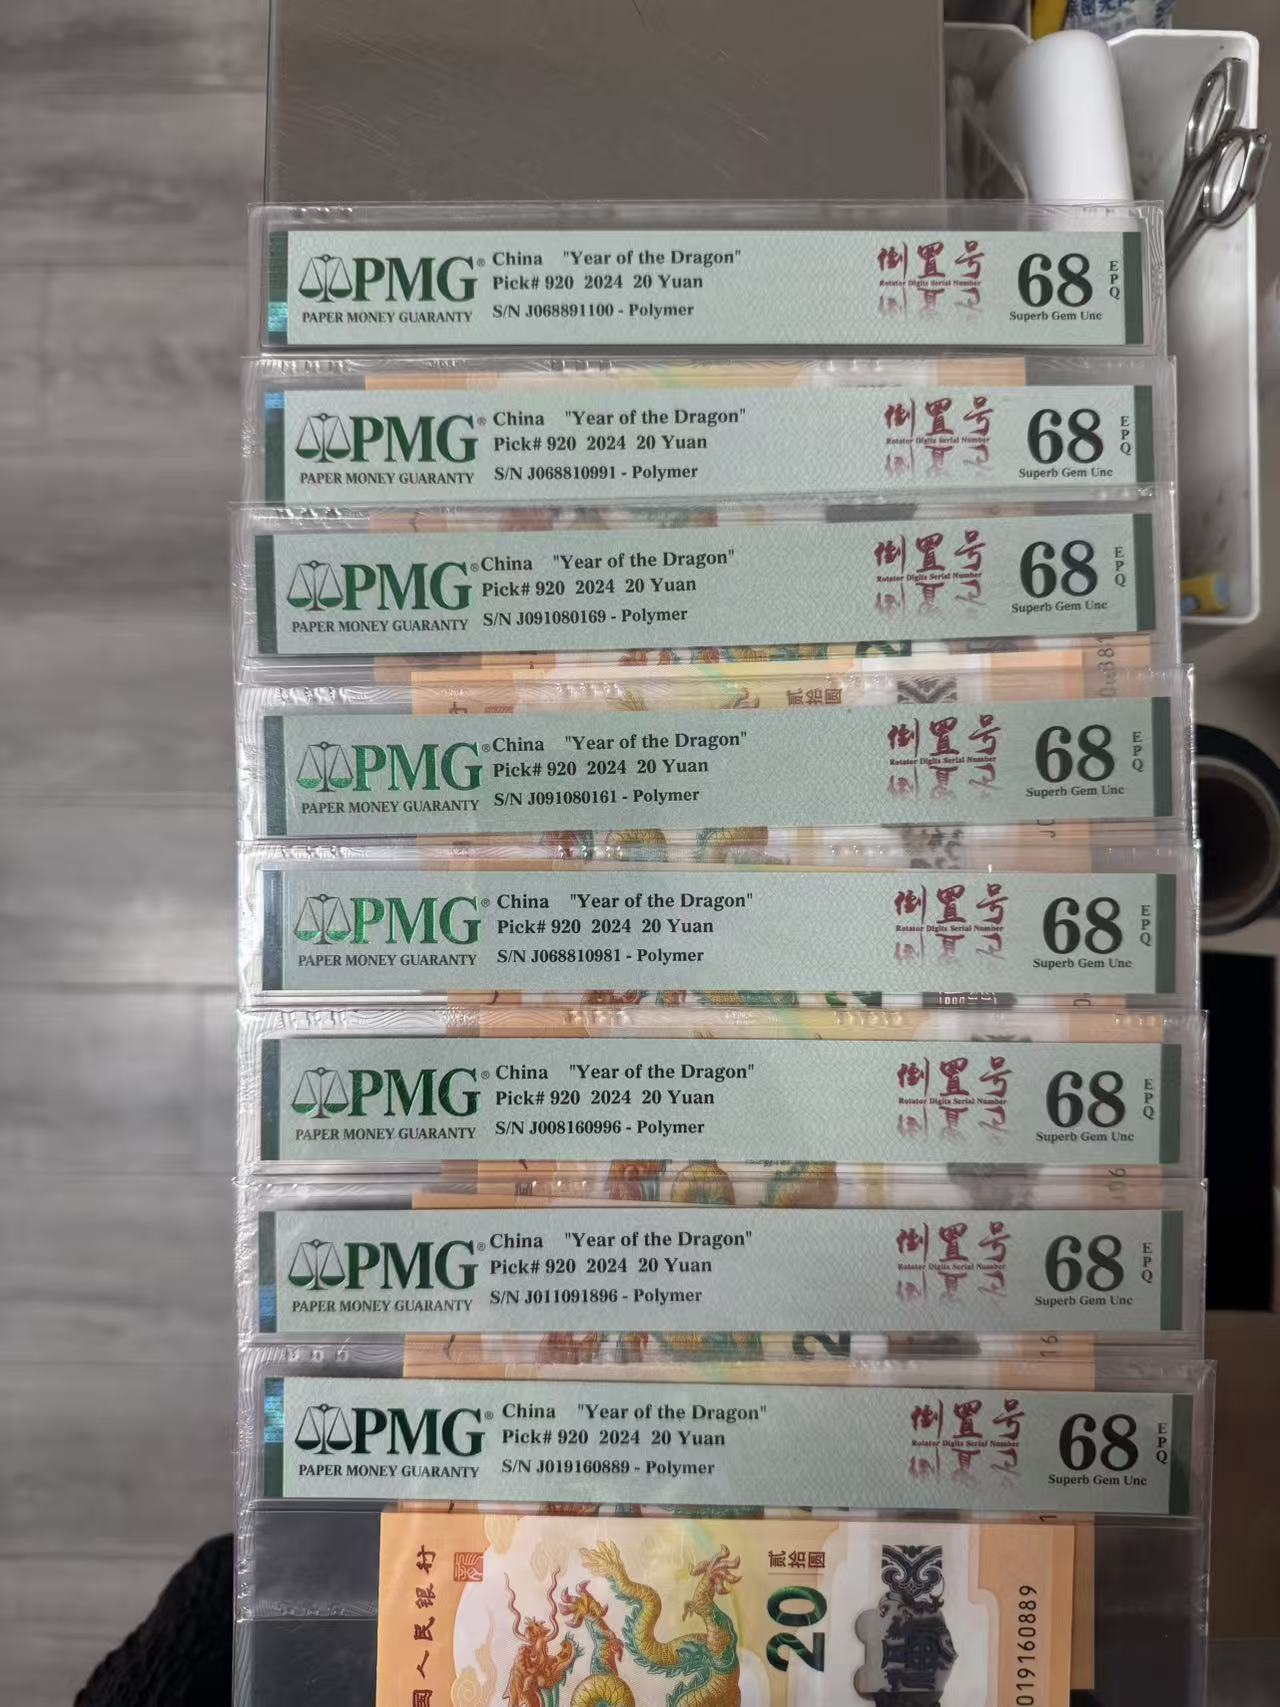 PMG®
PAPER MONEY GUARANTY
China "Year of the Dragon"
Pick# 920 2024 20 Yuan
S/N J068891100 - Polymer
倒置号
Rotator Digits Serial Number
68
EPQ
Superb Gem Unc
PMG®
PAPER MONEY GUARANTY
China "Year of the Dragon"
Pick# 920 2024 20 Yuan
S/N J068810991 - Polymer
倒置号
Rotator Digits Serial Number
68
EPQ
Superb Gem Unc
PMG®
PAPER MONEY GUARANTY
China "Year of the Dragon"
Pick# 920 2024 20 Yuan
S/N J091080169 - Polymer
倒置号
Rotator Digits Serial Number
68
EPQ
Superb Gem Unc
贰拾圆
PMG®
PAPER MONEY GUARANTY
China "Year of the Dragon"
Pick# 920 2024 20 Yuan
S/N J091080161 - Polymer
倒置号
Rotator Digits Serial Number
68
EPQ
Superb Gem Unc
PMG®
PAPER MONEY GUARANTY
China "Year of the Dragon"
Pick# 920 2024 20 Yuan
S/N J068810981 - Polymer
倒置号
Rotator Digits Serial Number
68
EPQ
Superb Gem Unc
PMG®
PAPER MONEY GUARANTY
China "Year of the Dragon"
Pick# 920 2024 20 Yuan
S/N J008160996 - Polymer
倒置号
Rotator Digits Serial Number
68
EPQ
Superb Gem Unc
PMG®
PAPER MONEY GUARANTY
China "Year of the Dragon"
Pick# 920 2024 20 Yuan
S/N J011091896 - Polymer
倒置号
Rotator Digits Serial Number
68
EPQ
Superb Gem Unc
PMG®
PAPER MONEY GUARANTY
China "Year of the Dragon"
Pick# 920 2024 20 Yuan
S/N J019160889 - Polymer
倒置号
Rotator Digits Serial Number
68
EPQ
Superb Gem Unc
国人民银行
贰拾圆
20
019160889